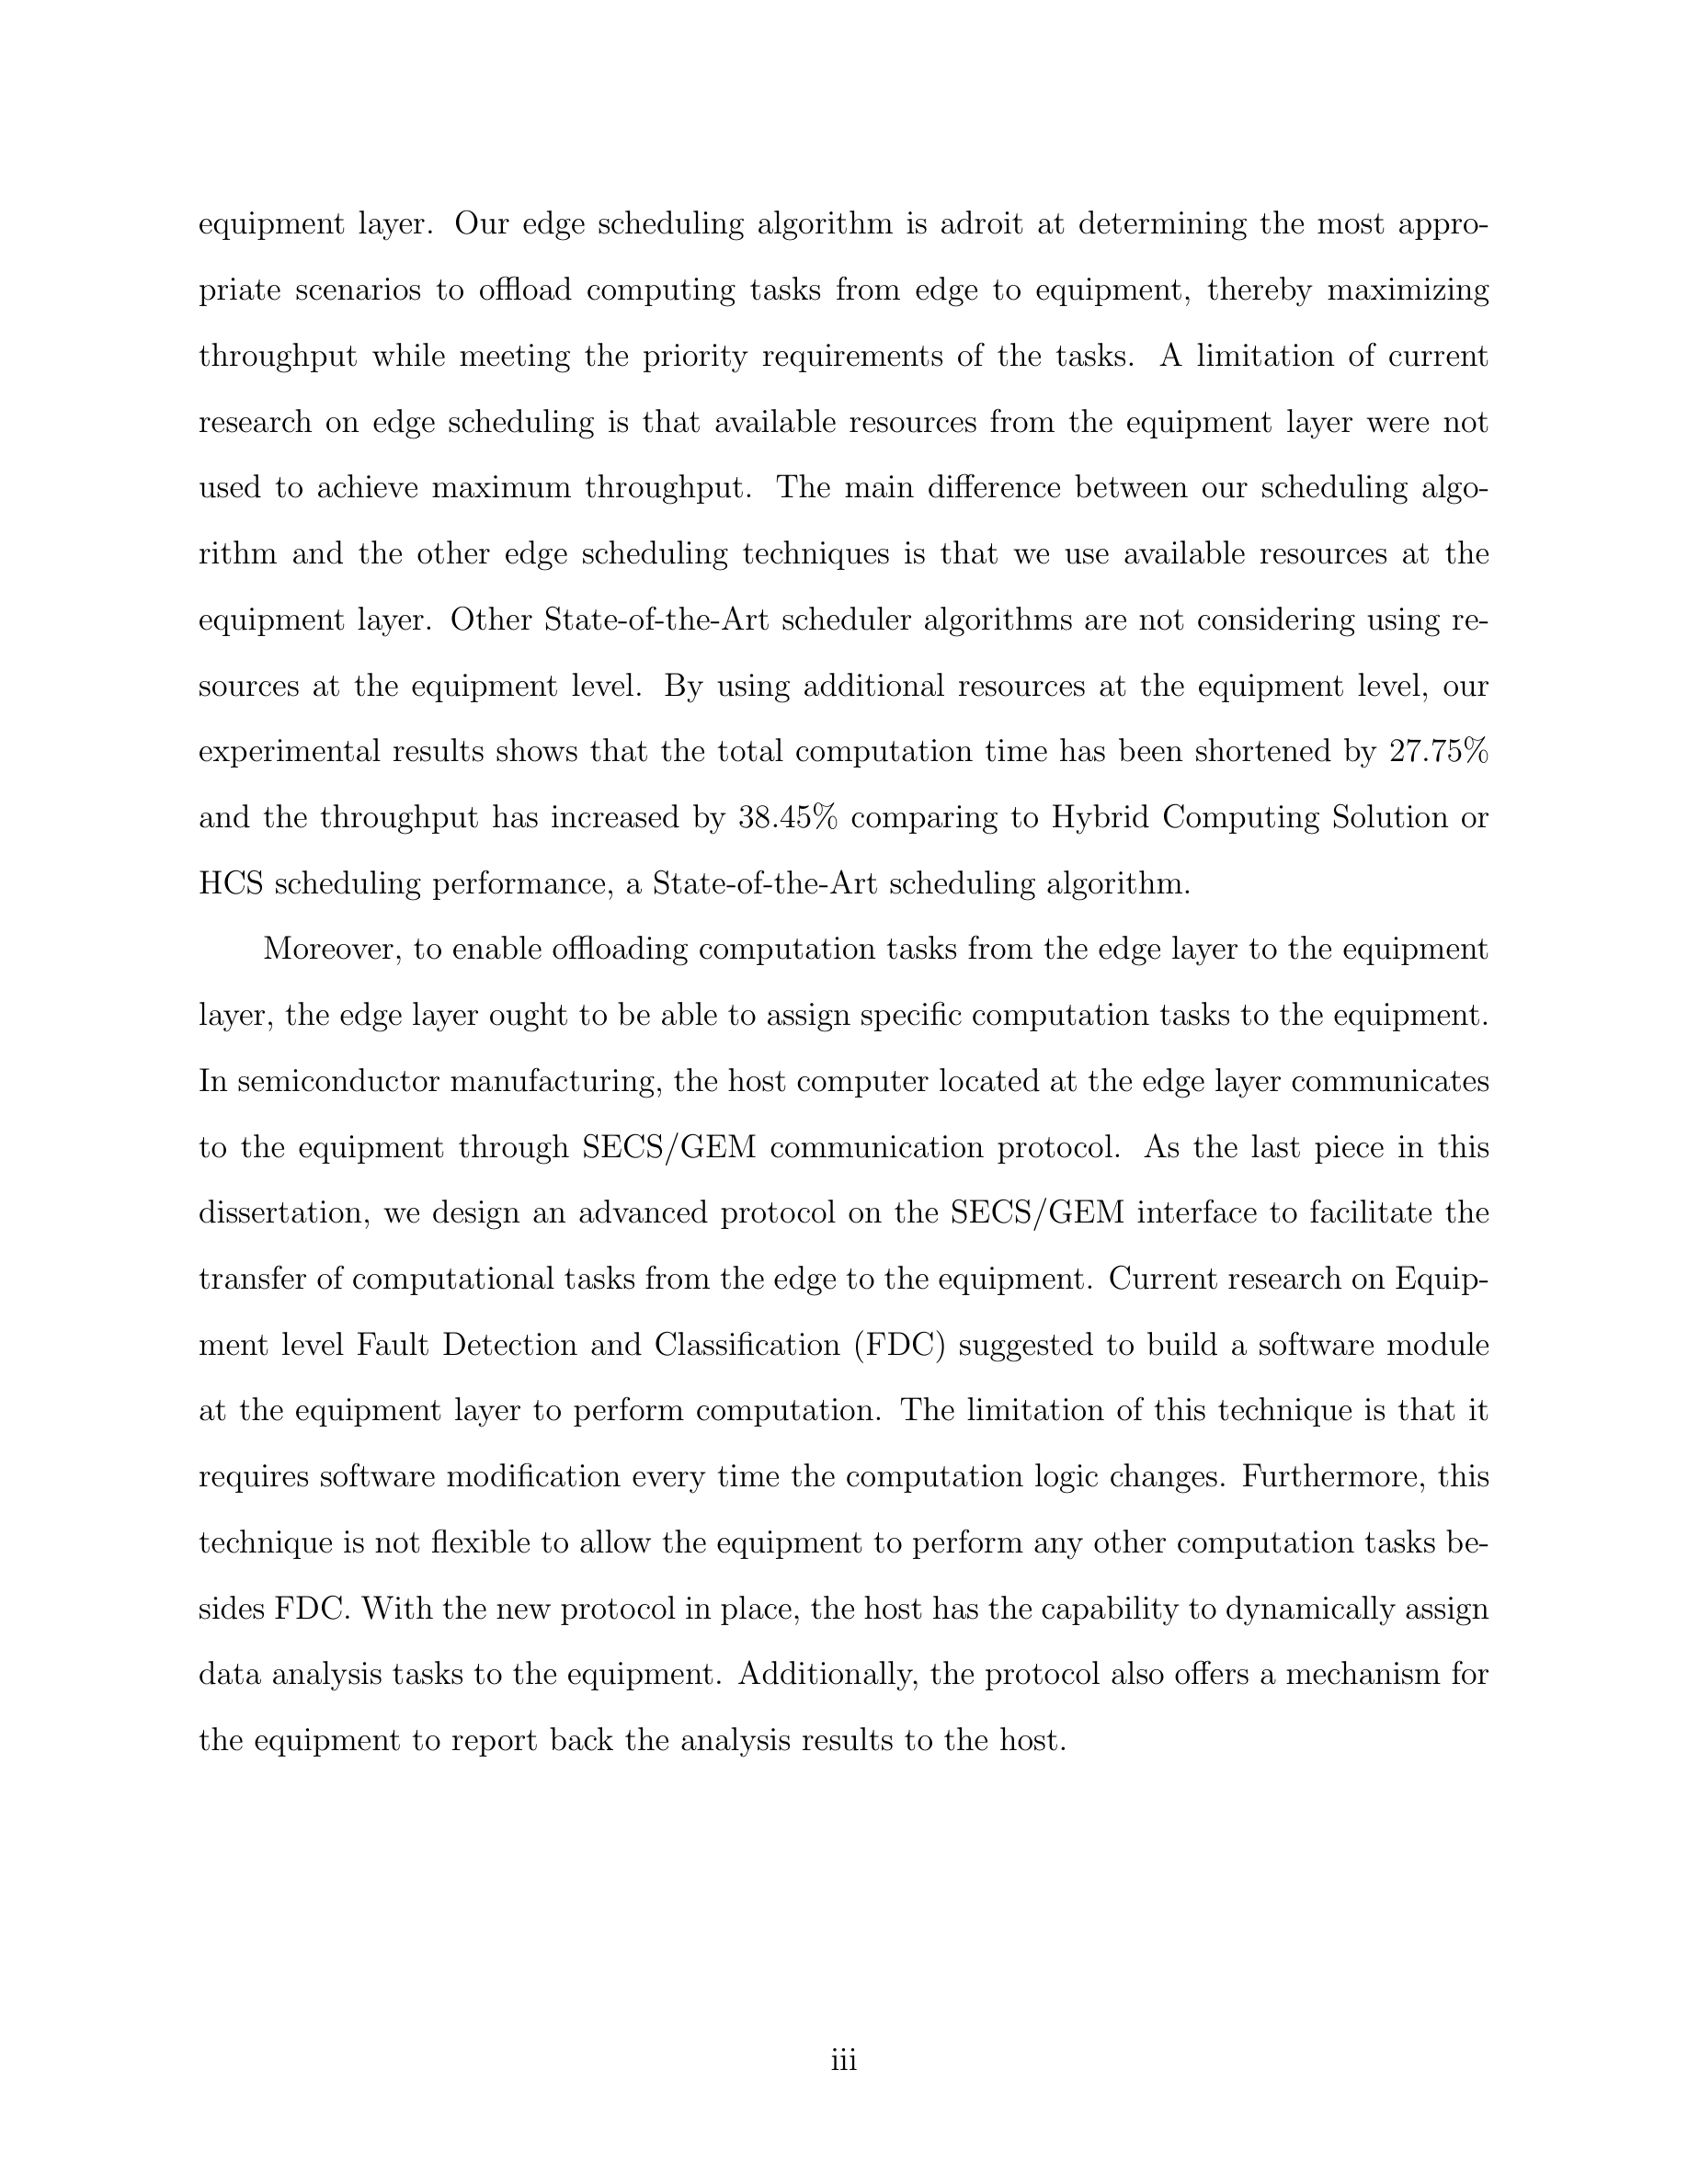 equipment layer. Our edge scheduling algorithm is adroit at determining the most appro-
priate scenarios to offload computing tasks from edge to equipment, thereby maximizing
throughput while meeting the priority requirements of the tasks. A limitation of current
research on edge scheduling is that available resources from the equipment layer were not
used to achieve maximum throughput. The main difference between our scheduling algo-
rithm and the other edge scheduling techniques is that we use available resources at the
equipment layer. Other State-of-the-Art scheduler algorithms are not considering using re-
sources at the equipment level. By using additional resources at the equipment level, our
experimental results shows that the total computation time has been shortened by 27.75%
and the throughput has increased by 38.45% comparing to Hybrid Computing Solution or
HCS scheduling performance, a State-of-the-Art scheduling algorithm.
Moreover, to enable offloading computation tasks from the edge layer to the equipment
layer, the edge layer ought to be able to assign specific computation tasks to the equipment.
In semiconductor manufacturing, the host computer located at the edge layer communicates
to the equipment through SECS/GEM communication protocol. As the last piece in this
dissertation, we design an advanced protocol on the SECS/GEM interface to facilitate the
transfer of computational tasks from the edge to the equipment. Current research on Equip-
ment level Fault Detection and Classification (FDC) suggested to build a software module
at the equipment layer to perform computation. The limitation of this technique is that it
requires software modification every time the computation logic changes. Furthermore, this
technique is not flexible to allow the equipment to perform any other computation tasks be-
sides FDC. With the new protocol in place, the host has the capability to dynamically assign
data analysis tasks to the equipment. Additionally, the protocol also offers a mechanism for
the equipment to report back the analysis results to the host.
iii